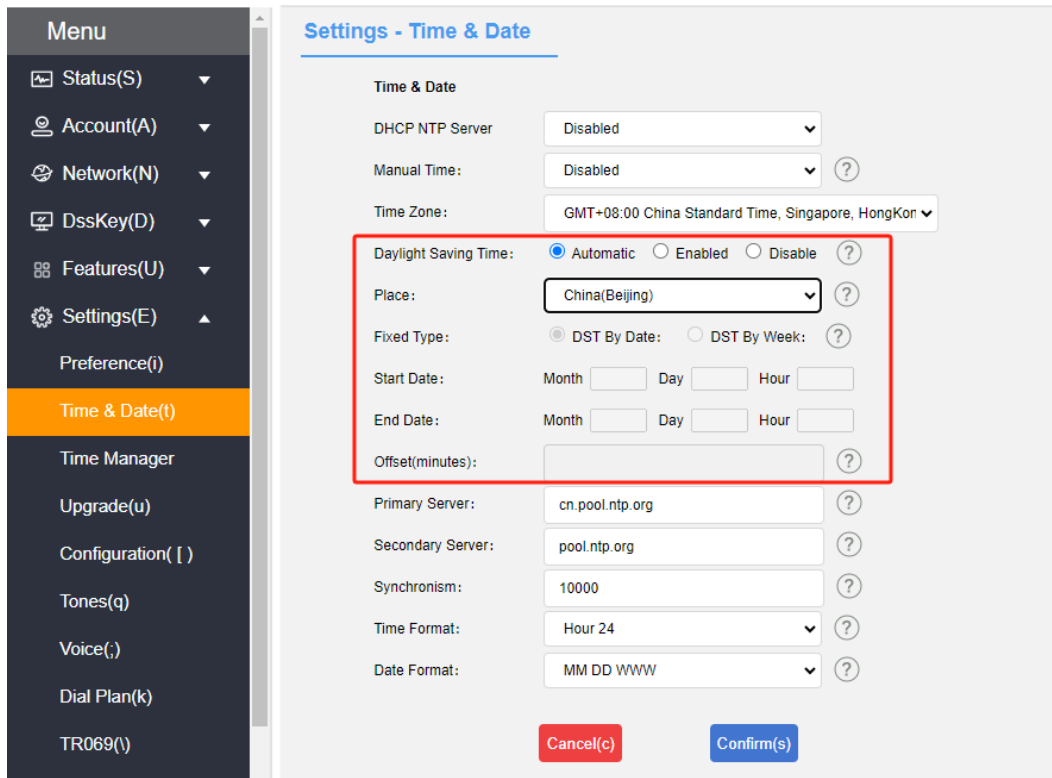 Menu
Status(S)
Account(A)
Network(N)
DssKey(D)
Features(U)
Settings(E)
Preference(i)
Time & Date(t)
Time Manager
Upgrade(u)
Configuration( [ )
Tones(q)
Voice(;)
Dial Plan(k)
TR069(\)
Settings - Time & Date
Time & Date
DHCP NTP Server Disabled
Manual Time: Disabled ?
Time Zone: GMT+08:00 China Standard Time, Singapore, HongKon
Daylight Saving Time: Automatic Enabled Disable ?
Place: China(Beijing) ?
Fixed Type: DST By Date: DST By Week: ?
Start Date: Month Day Hour
End Date: Month Day Hour
Offset(minutes): ?
Primary Server: cn.pool.ntp.org ?
Secondary Server: pool.ntp.org ?
Synchronism: 10000 ?
Time Format: Hour 24 ?
Date Format: MM DD WWW ?
Cancel(c) Confirm(s)